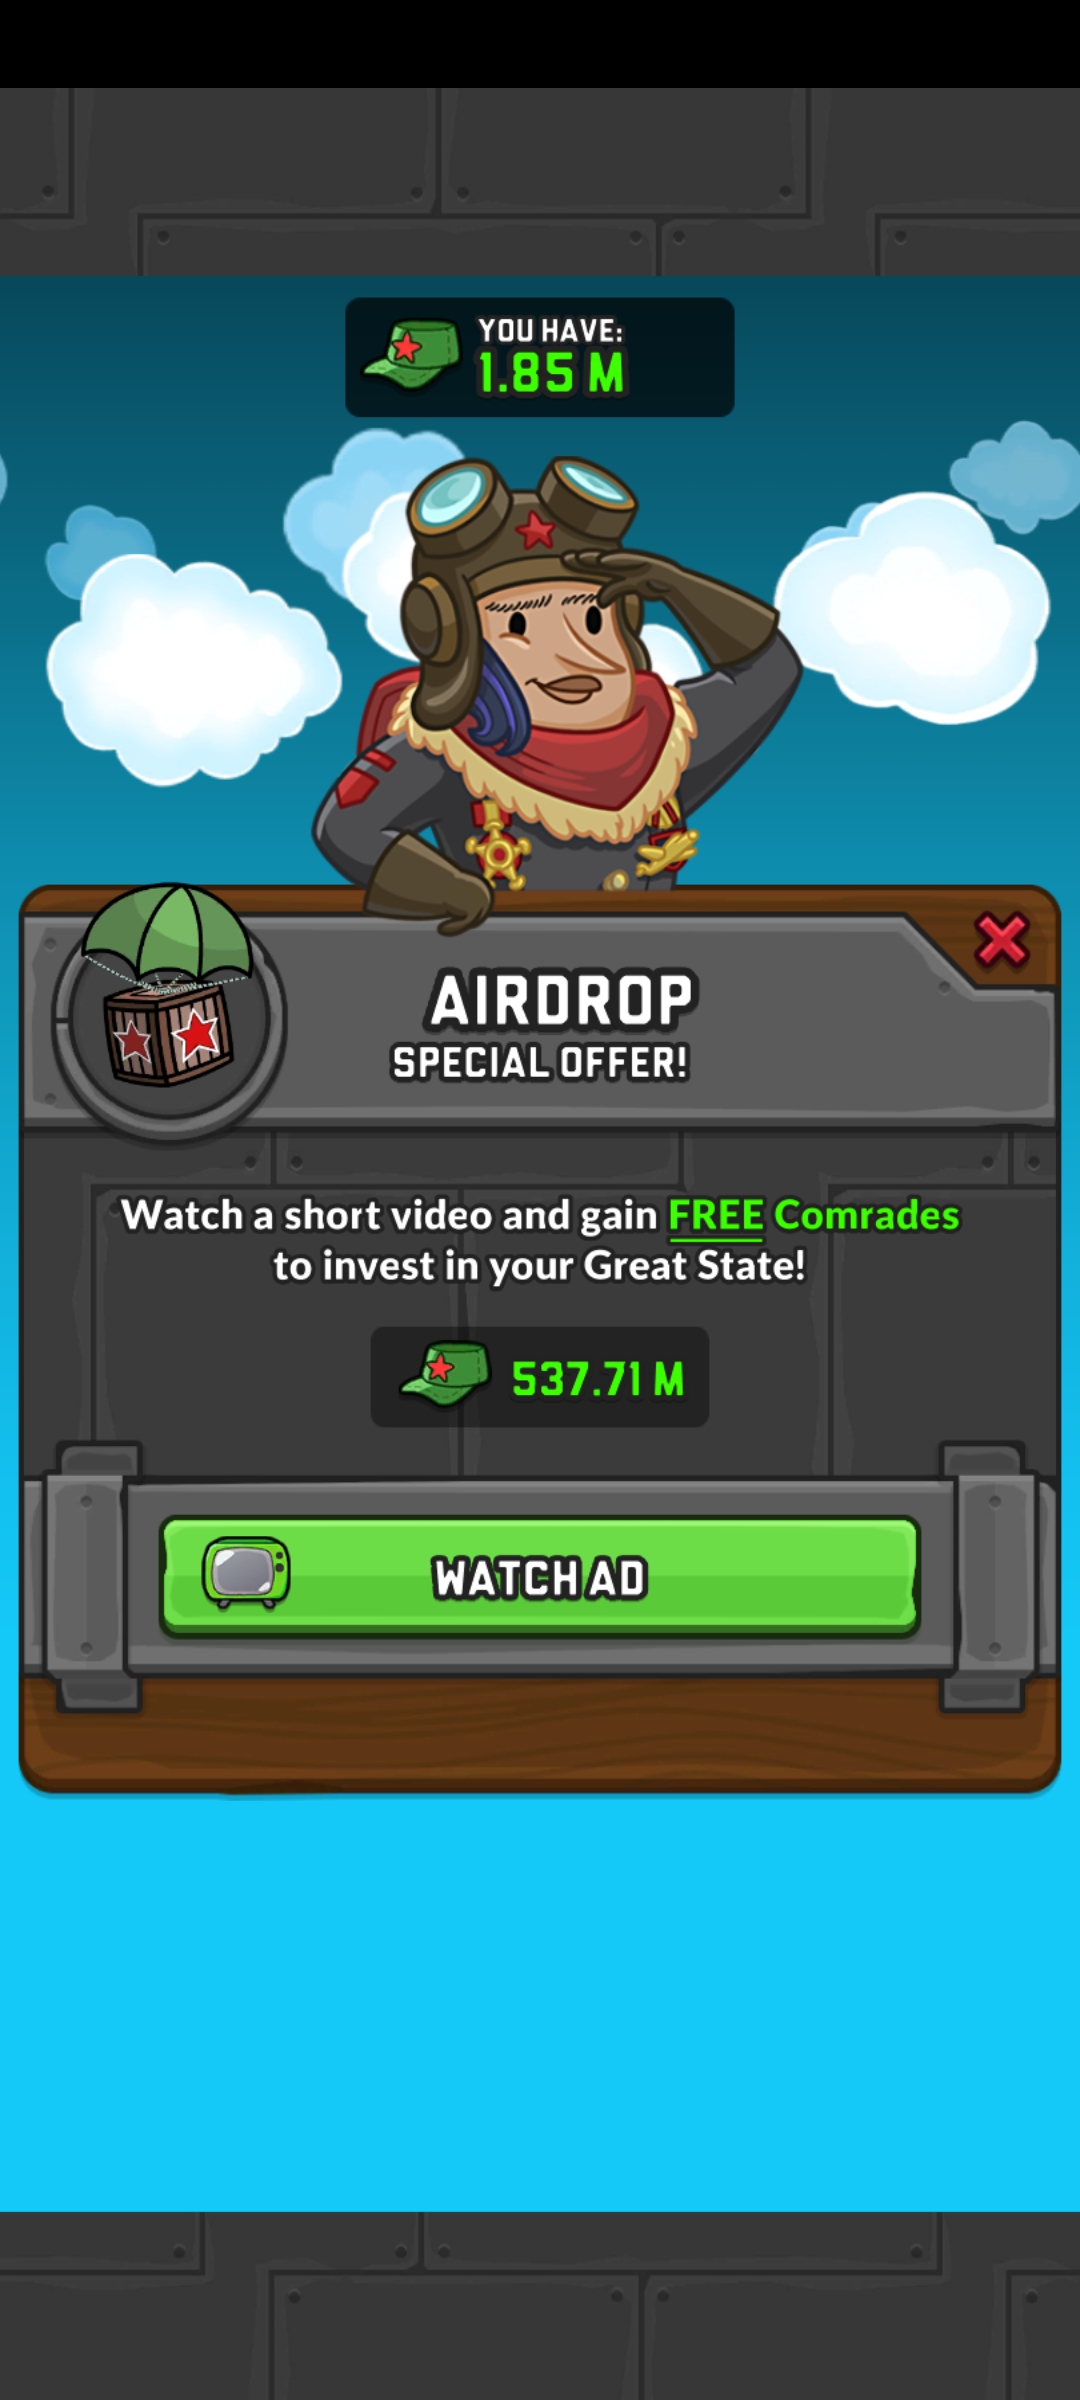 YOU HAVE:
1.85 M
AIRDROP
SPECIAL OFFER!
Watch a short video and gain FREE Comrades
to invest in your Great State!
537.71 M
WATCH AD